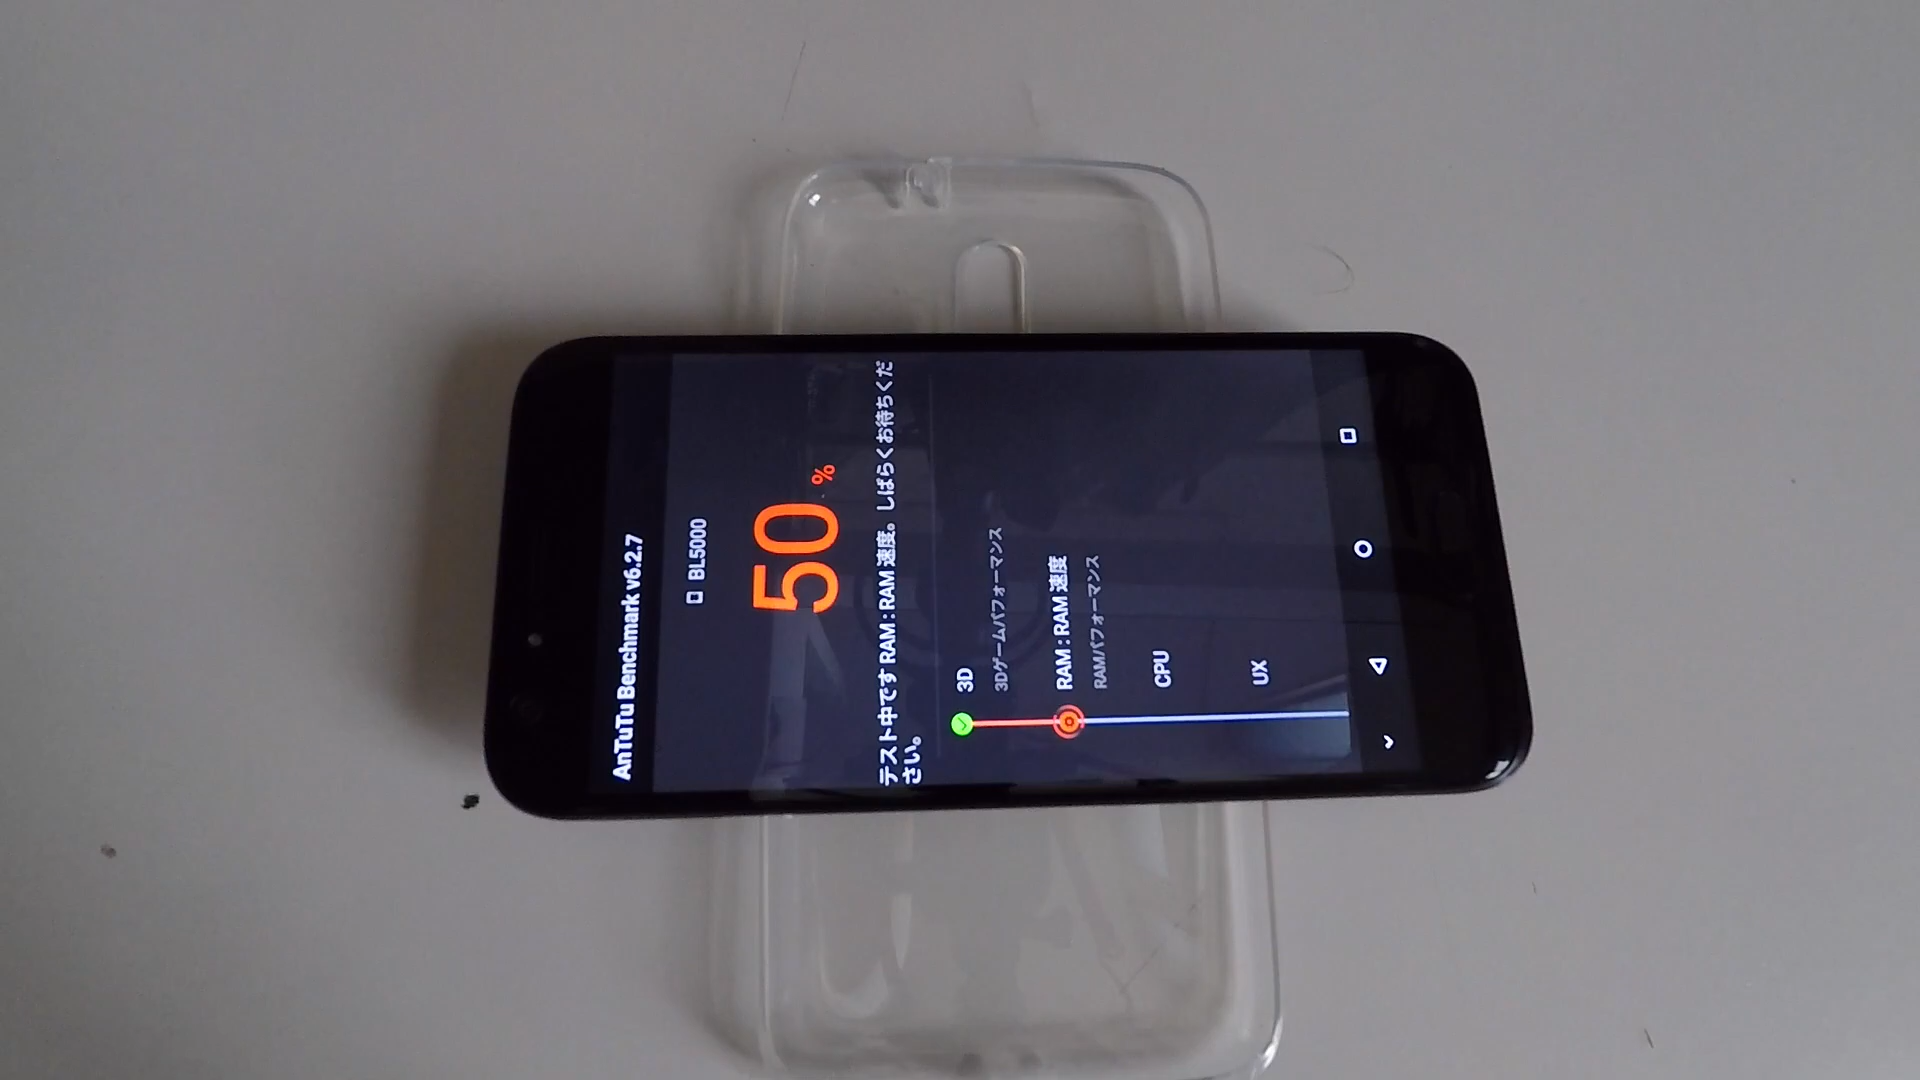 AnTuTu Benchmark v6.2.7
BL5000
50 %
テスト中です RAM : RAM 速度。しばらくお待ちくだ
さい。
3D
3Dゲームパフォーマンス
RAM : RAM 速度
RAMパフォーマンス
CPU
UX